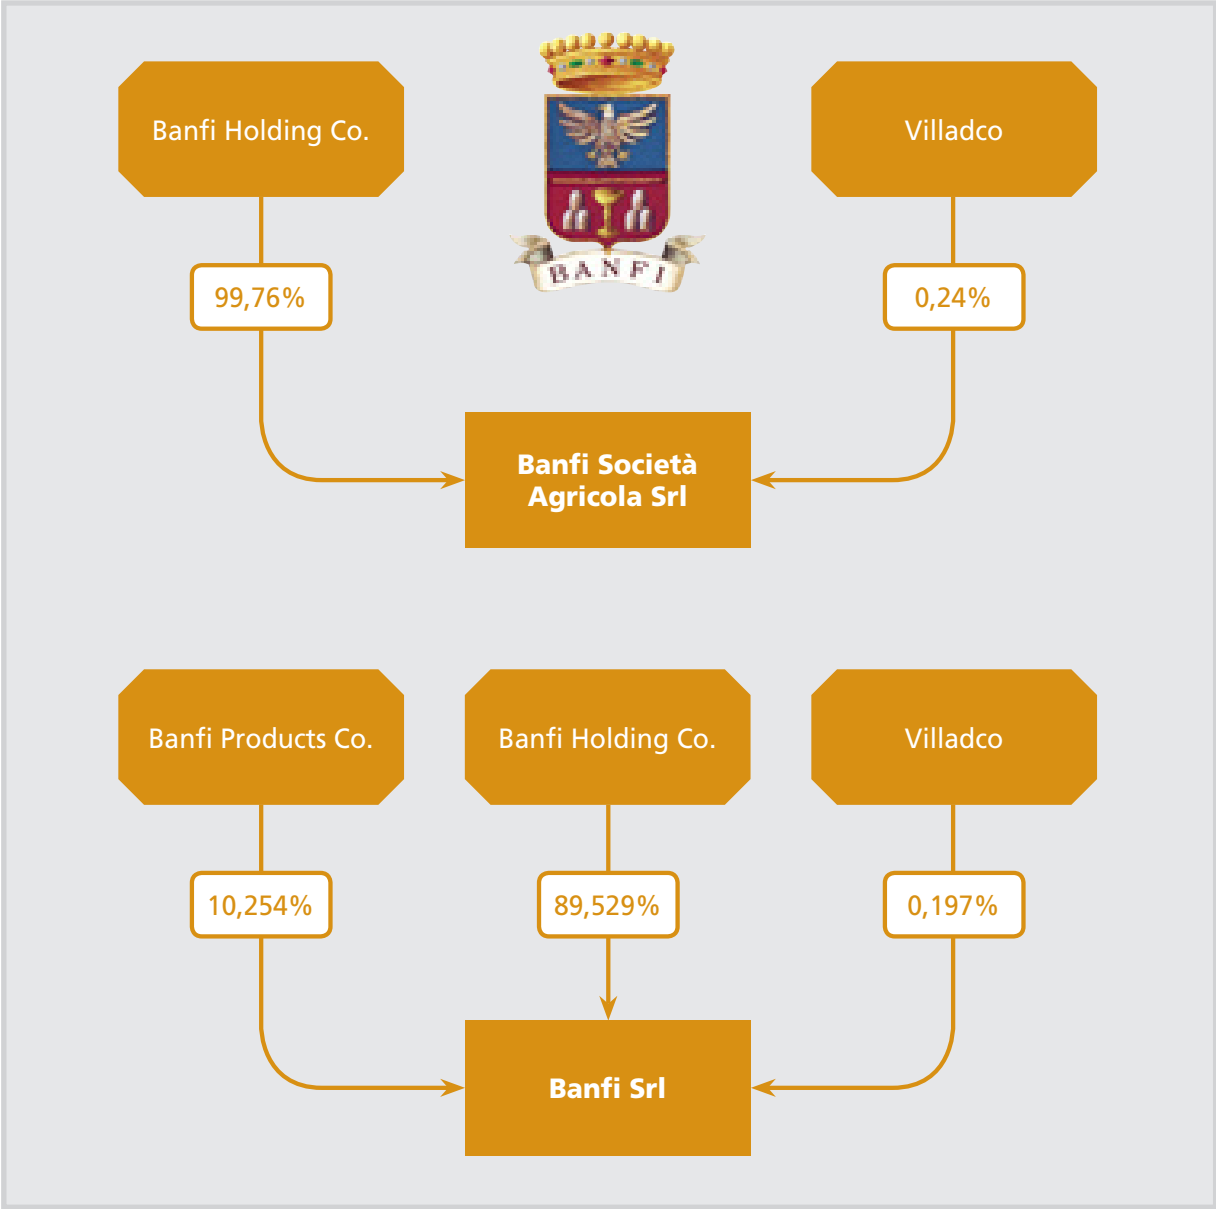 Banfi Holding Co.
Villadco
BANFI
99,76%
0,24%
Banfi Società
Agricola Srl
Banfi Products Co.
Banfi Holding Co.
Villadco
10,254%
89,529%
0,197%
Banfi Srl